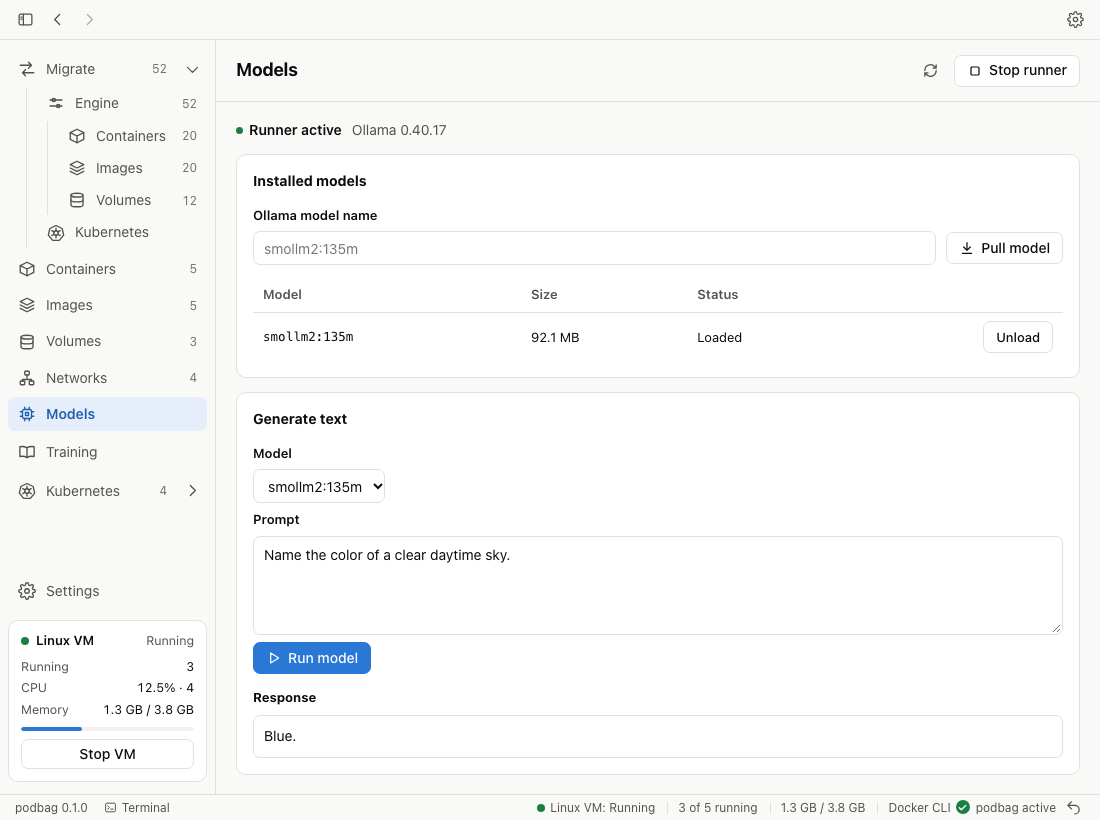 Migrate 52
Engine 52
Containers 20
Images 20
Volumes 12
Kubernetes
Containers 5
Images 5
Volumes 3
Networks 4
Models
Training
Kubernetes 4
Settings
Linux VM Running
Running 3
CPU 12.5% · 4
Memory 1.3 GB / 3.8 GB
Stop VM
Models
Stop runner
Runner active Ollama 0.40.17
Installed models
Ollama model name
smollm2:135m
Pull model
Model Size Status
smollm2:135m 92.1 MB Loaded Unload
Generate text
Model
smollm2:135m
Prompt
Name the color of a clear daytime sky.
Run model
Response
Blue.
podbag 0.1.0 Terminal Linux VM: Running 3 of 5 running 1.3 GB / 3.8 GB Docker CLI podbag active